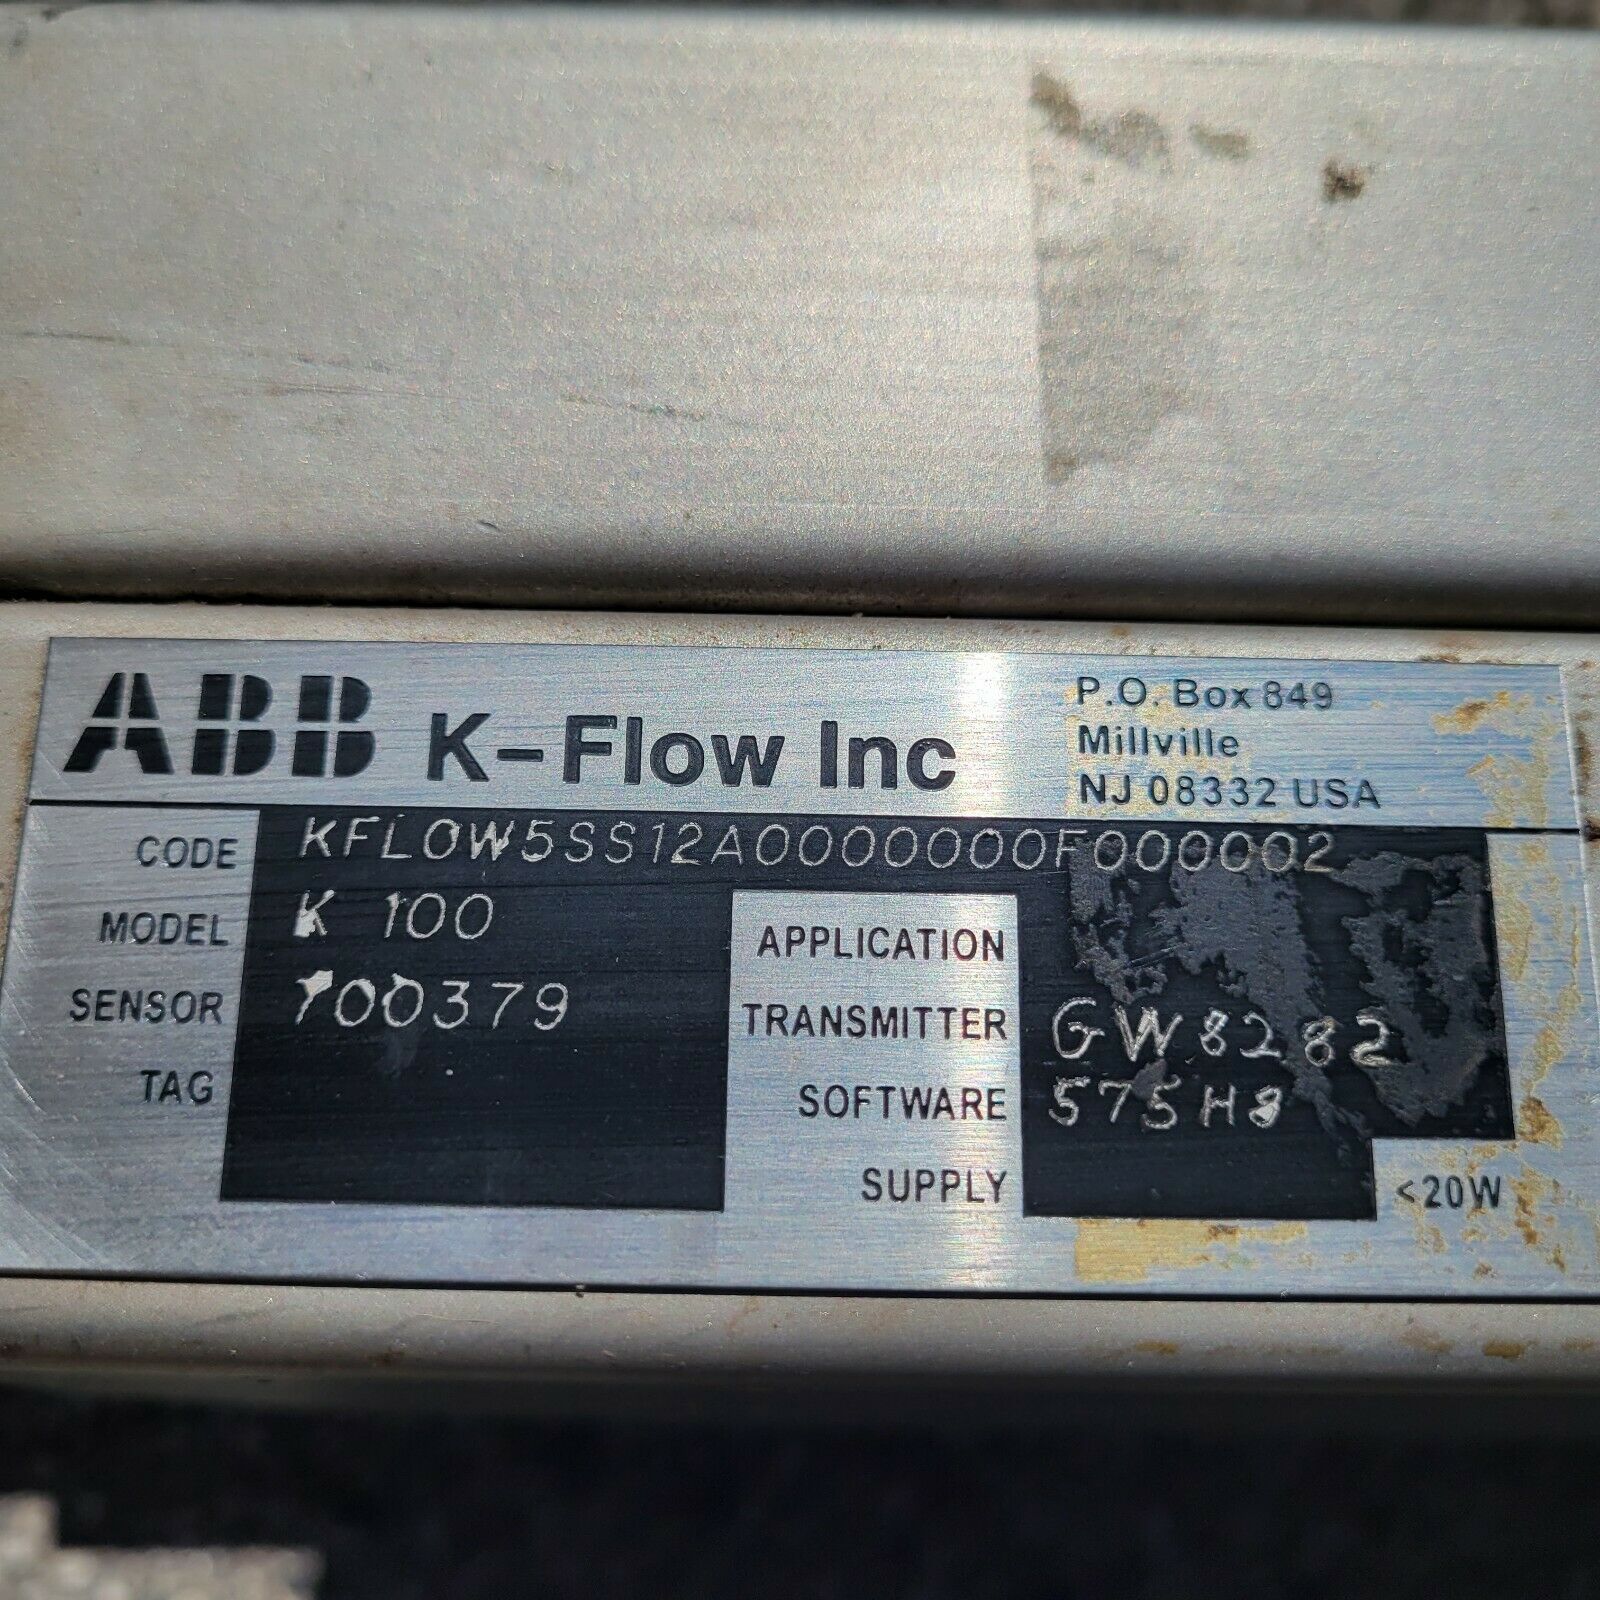 ABB K-Flow Inc
P.O. Box 849
Millville
NJ 08332 USA
CODE KFLOW5SS12A0000000F000002
MODEL K 100
SENSOR 700379
TAG
APPLICATION
TRANSMITTER GW8282
SOFTWARE 575H8
SUPPLY <20W